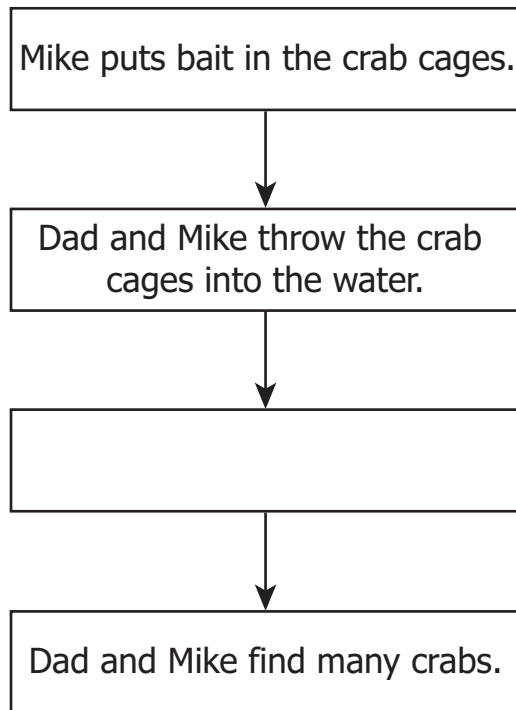 Mike puts bait in the crab cages.
Dad and Mike throw the crab
cages into the water.
Dad and Mike find many crabs.